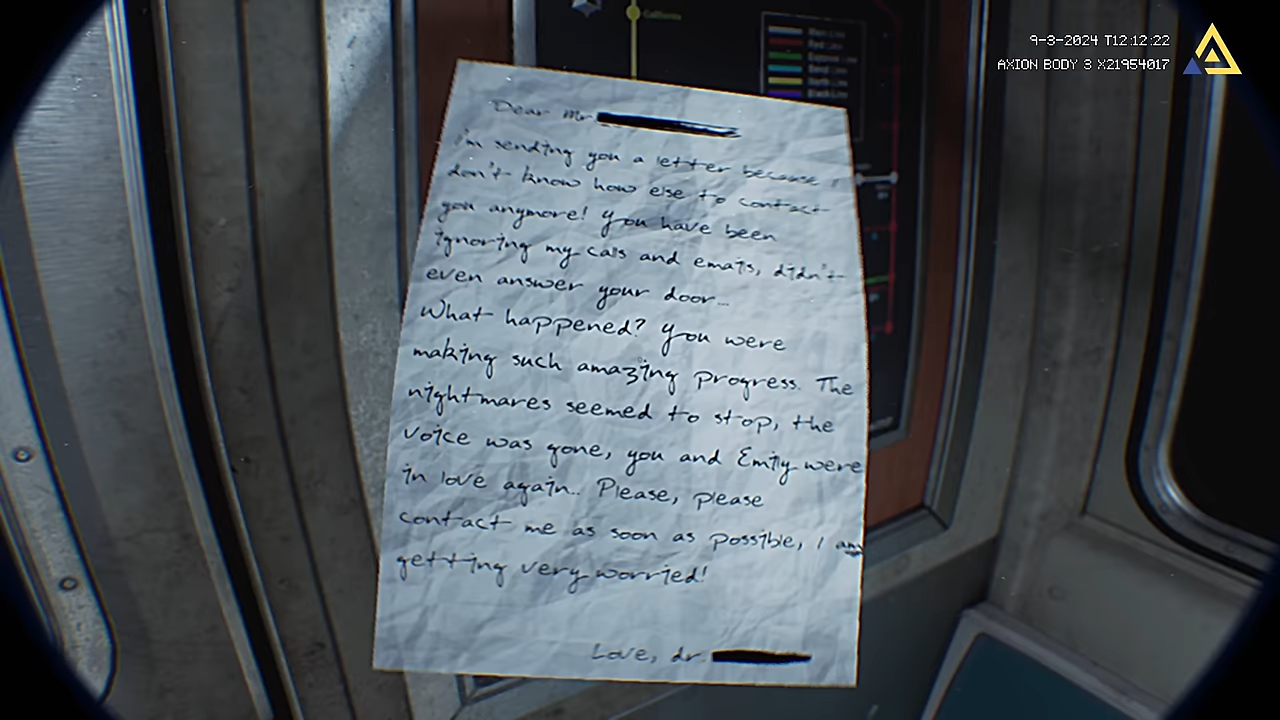 9-3-2024 T12:12:22
AXION BODY 3 X21954017
California
Dear Mr
I'm sending you a letter because I
don't know how else to contact
you anymore! You have been
ignoring my cals and emails, didn't
even answer your door...
What happened? You were
making such amazing progress. The
nightmares seemed to stop, the
voice was gone, you and Emily were
in love again... Please, please
contact me as soon as possible, I am
getting very worried!
Love, dr.